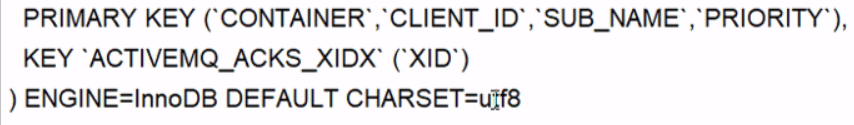 PRIMARY KEY (`CONTAINER`,`CLIENT_ID`,`SUB_NAME`,`PRIORITY`),
KEY `ACTIVEMQ_ACKS_XIDX` (`XID`)
) ENGINE=InnoDB DEFAULT CHARSET=utf8